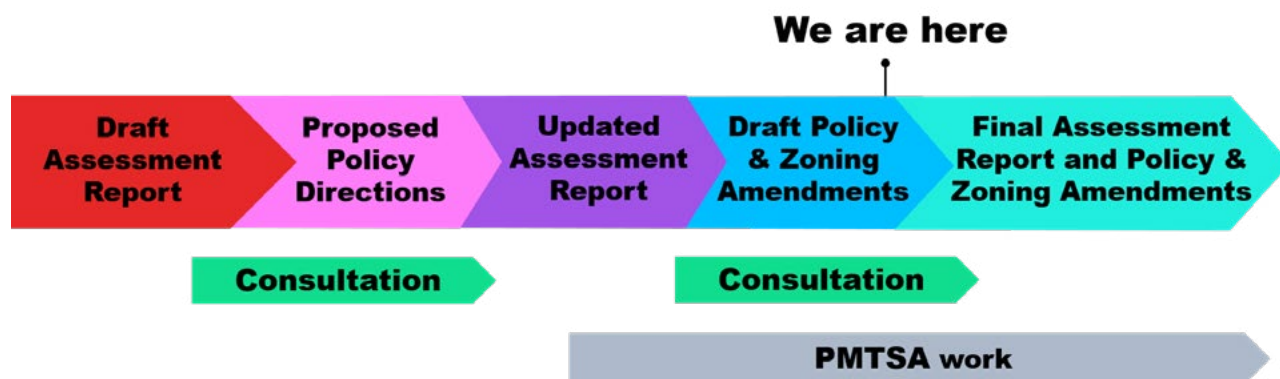 We are here
Draft
Assessment
Report
Proposed
Policy
Directions
Updated
Assessment
Report
Draft Policy
& Zoning
Amendments
Final Assessment
Report and Policy &
Zoning Amendments
Consultation
Consultation
PMTSA work